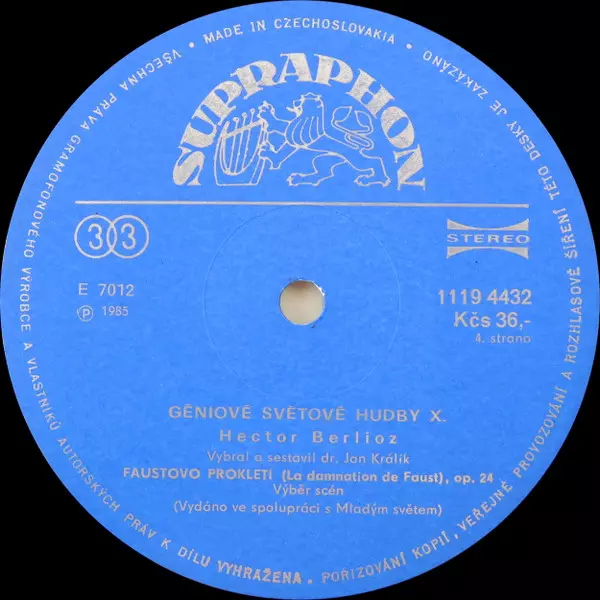 VŠECHNA PRÁVA GRAMOFONOVÉHO VÝROBCE A VLASTNÍKŮ AUTORSKÝCH PRÁV K DÍLU VYHRAŽENA. POŘIZOVÁNÍ KOPIÍ, VEŘEJNÉ PROVOZOVÁNÍ A ROZHLASOVÉ ŠÍŘENÍ TÉTO DESKY JE ZAKÁZÁNO • MADE IN CZECHOSLOVAKIA •
SUPRAPHON
33
STEREO
E 7012
Ⓟ 1985
1119 4432
Kčs 36,-
4. strana
GÉNIOVÉ SVĚTOVÉ HUDBY X.
Hector Berlioz
Vybral a sestavil dr. Jan Králík
FAUSTOVO PROKLETÍ (La damnation de Faust), op. 24
Výběr scén
(Vydáno ve spolupráci s Mladým světem)